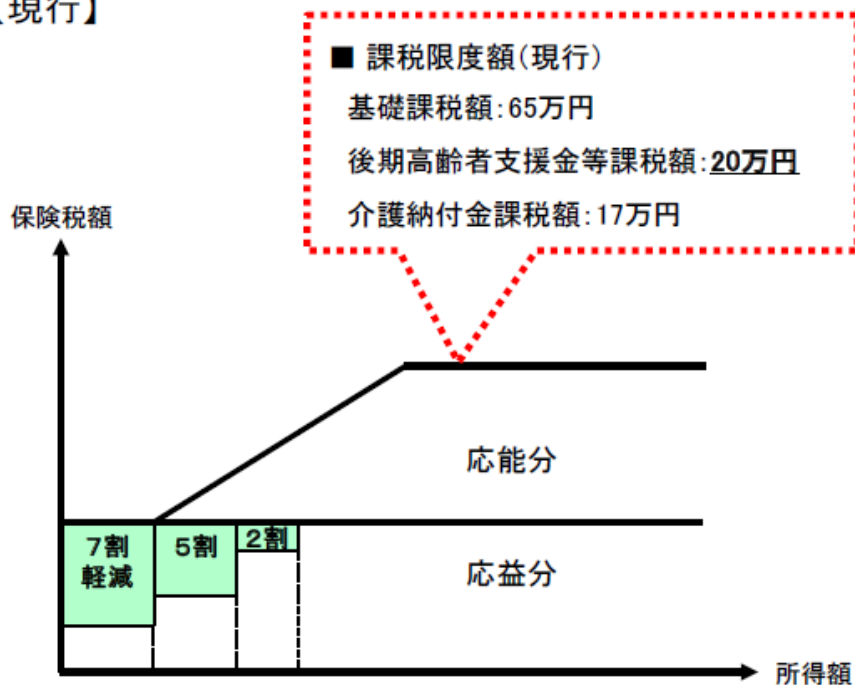 【現行】
■ 課税限度額(現行)
基礎課税額:65万円
後期高齢者支援金等課税額:20万円
介護納付金課税額:17万円
保険税額
応能分
7割
軽減
5割
2割
応益分
所得額